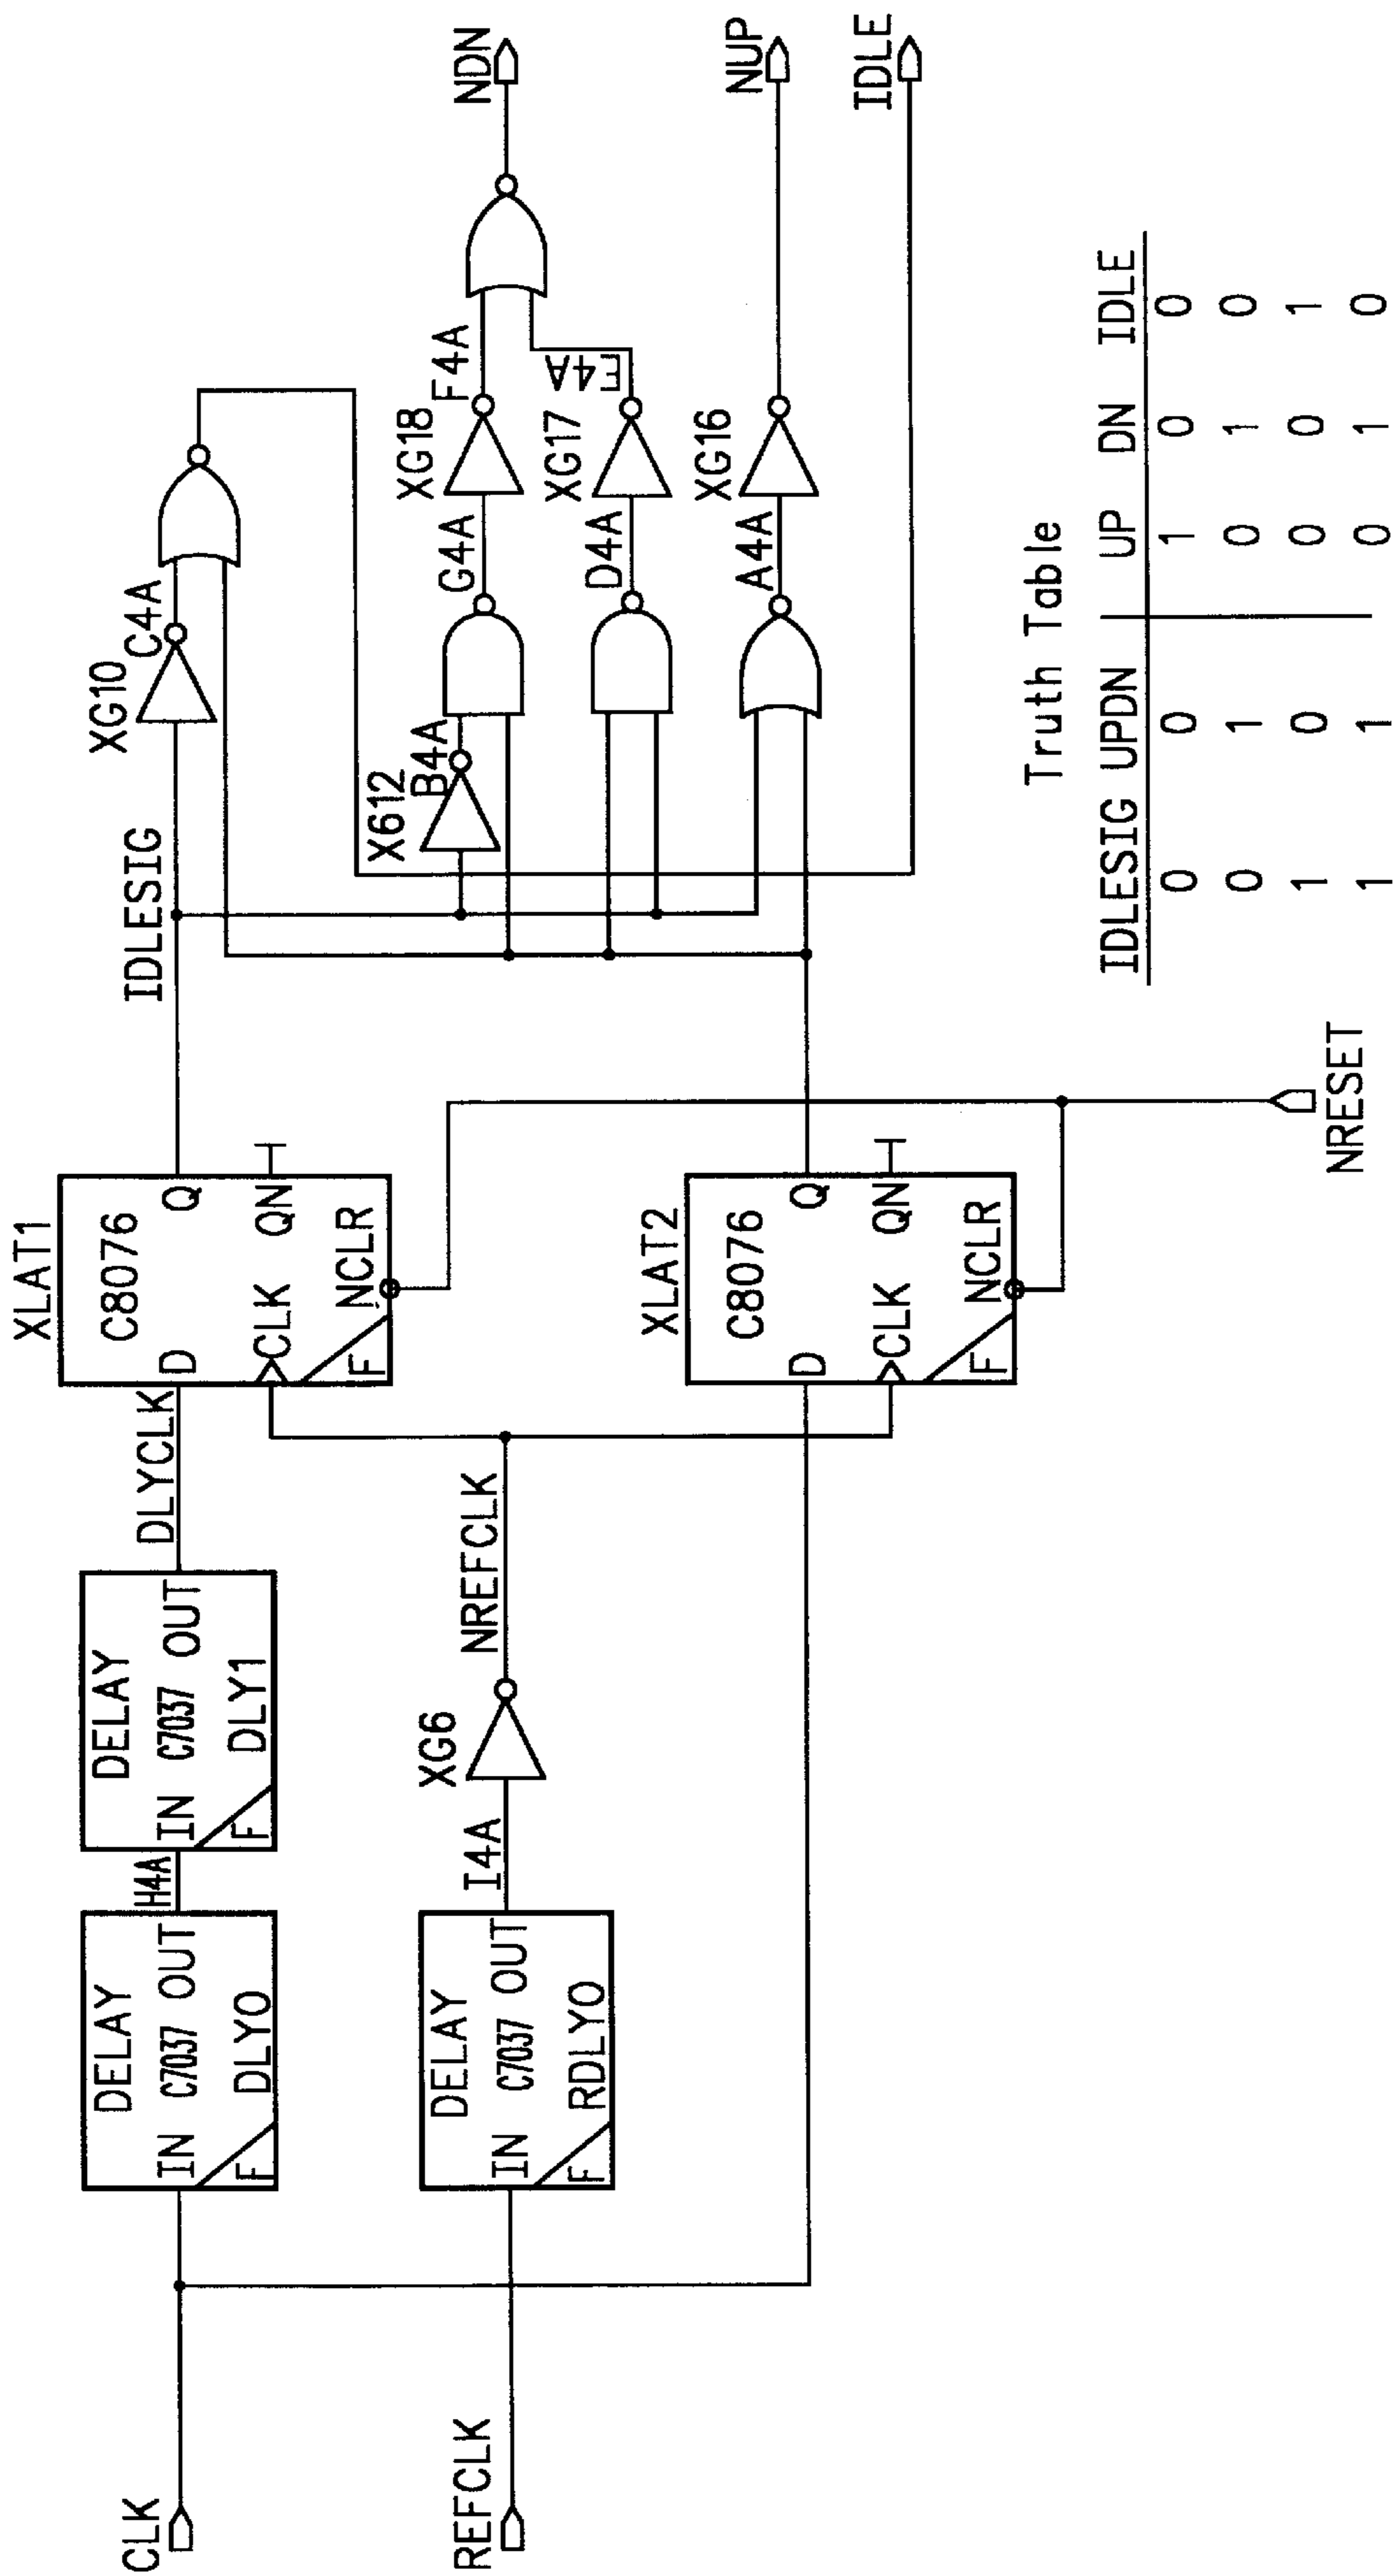 CLK
REFCLK
DELAY
IN C7037 OUT
F DLY0
H4A
DELAY
IN C7037 OUT
F DLY1
DLYCLK
DELAY
IN C7037 OUT
F RDLY0
I4A
XG6
NREFCLK
XLAT1
C8076
D Q
CLK QN
F NCLR
XLAT2
C8076
D Q
CLK QN
F NCLR
NRESET
IDLESIG
XG10
C4A
X612
B4A
G4A
XG18
F4A
D4A
XG17
E4A
A4A
XG16
NDN
NUP
IDLE
Truth Table
IDLESIG UPDN UP DN IDLE
0 0 1 0 0
0 1 0 1 0
1 0 0 0 1
1 1 0 1 0